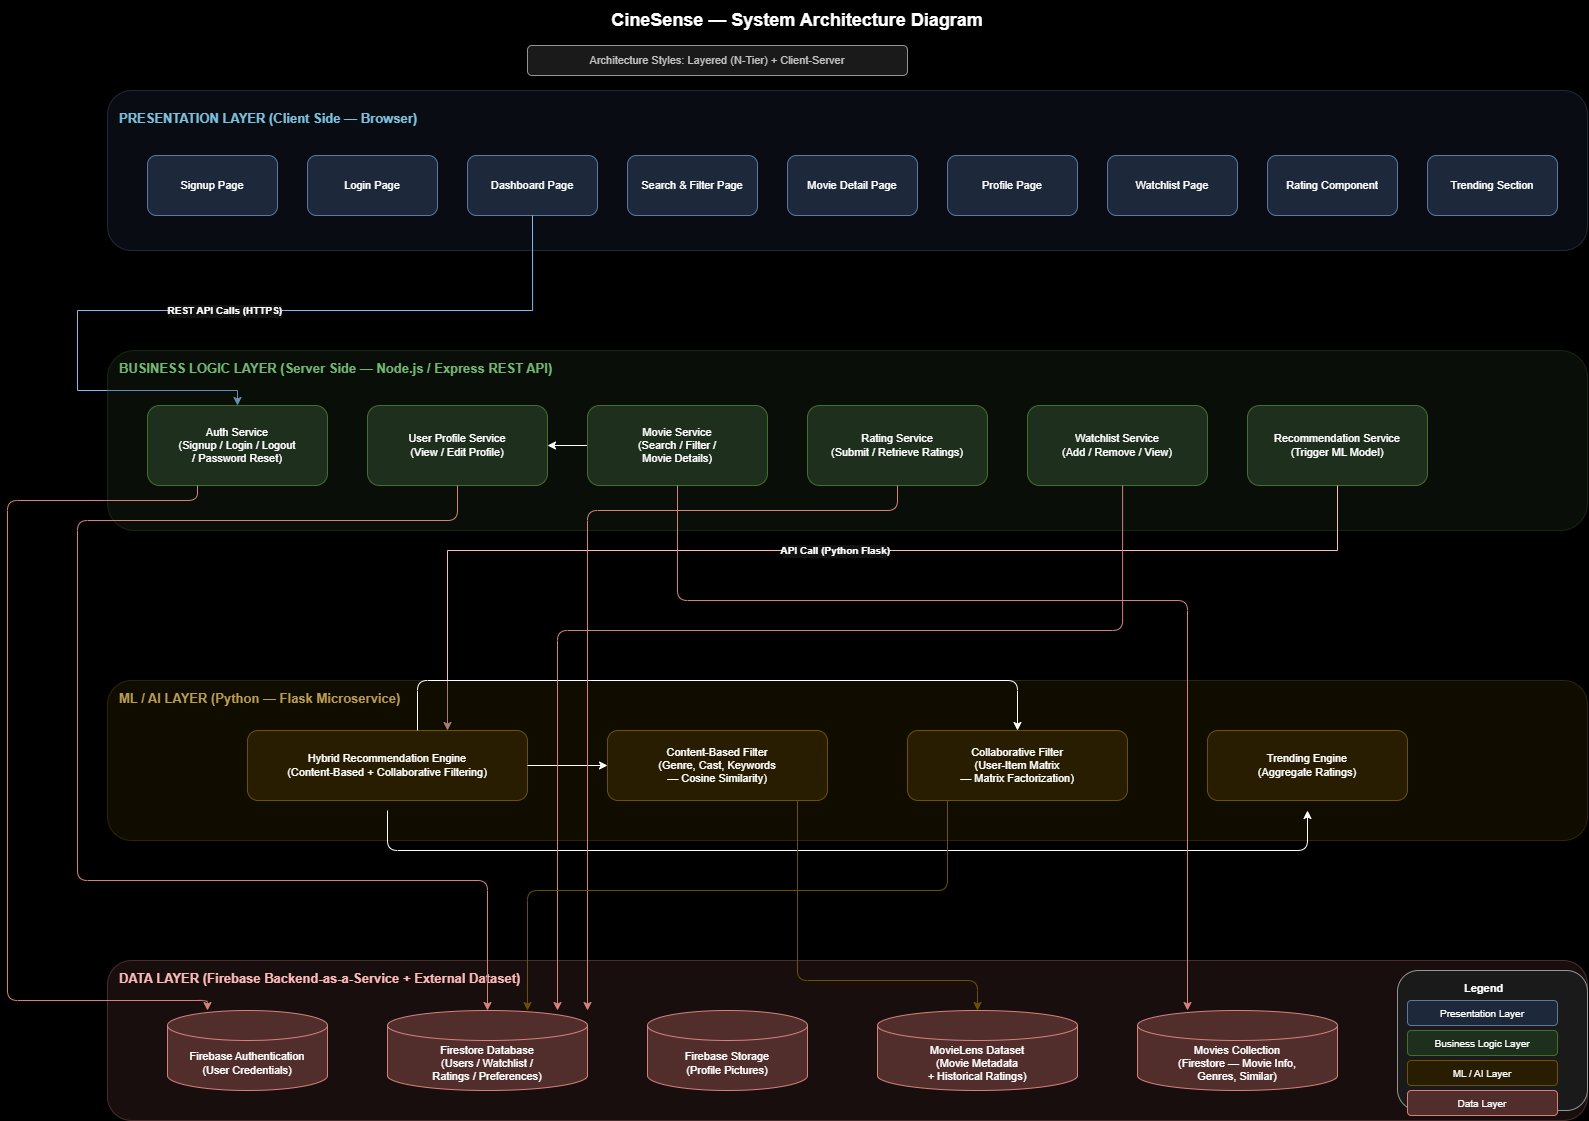 CineSense — System Architecture Diagram
Architecture Styles: Layered (N-Tier) + Client-Server
PRESENTATION LAYER (Client Side — Browser)
Signup Page
Login Page
Dashboard Page
Search & Filter Page
Movie Detail Page
Profile Page
Watchlist Page
Rating Component
Trending Section
REST API Calls (HTTPS)
BUSINESS LOGIC LAYER (Server Side — Node.js / Express REST API)
Auth Service
(Signup / Login / Logout
/ Password Reset)
User Profile Service
(View / Edit Profile)
Movie Service
(Search / Filter /
Movie Details)
Rating Service
(Submit / Retrieve Ratings)
Watchlist Service
(Add / Remove / View)
Recommendation Service
(Trigger ML Model)
API Call (Python Flask)
ML / AI LAYER (Python — Flask Microservice)
Hybrid Recommendation Engine
(Content-Based + Collaborative Filtering)
Content-Based Filter
(Genre, Cast, Keywords
— Cosine Similarity)
Collaborative Filter
(User-Item Matrix
— Matrix Factorization)
Trending Engine
(Aggregate Ratings)
DATA LAYER (Firebase Backend-as-a-Service + External Dataset)
Firebase Authentication
(User Credentials)
Firestore Database
(Users / Watchlist /
Ratings / Preferences)
Firebase Storage
(Profile Pictures)
MovieLens Dataset
(Movie Metadata
+ Historical Ratings)
Movies Collection
(Firestore — Movie Info,
Genres, Similar)
Legend
Presentation Layer
Business Logic Layer
ML / AI Layer
Data Layer